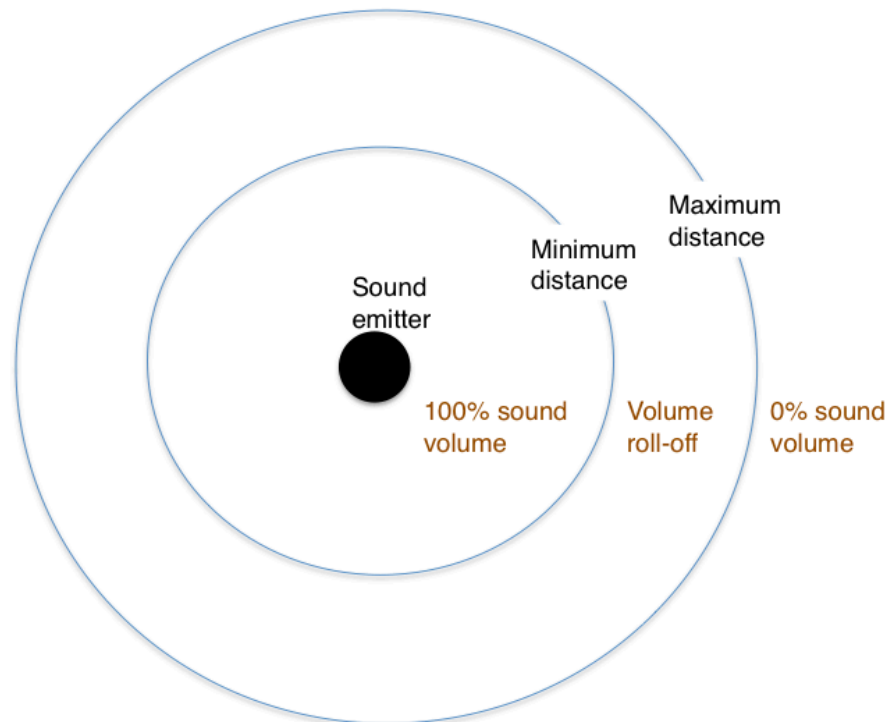 Maximum
distance
Minimum
distance
Sound
emitter
100% sound
volume
Volume
roll-off
0% sound
volume